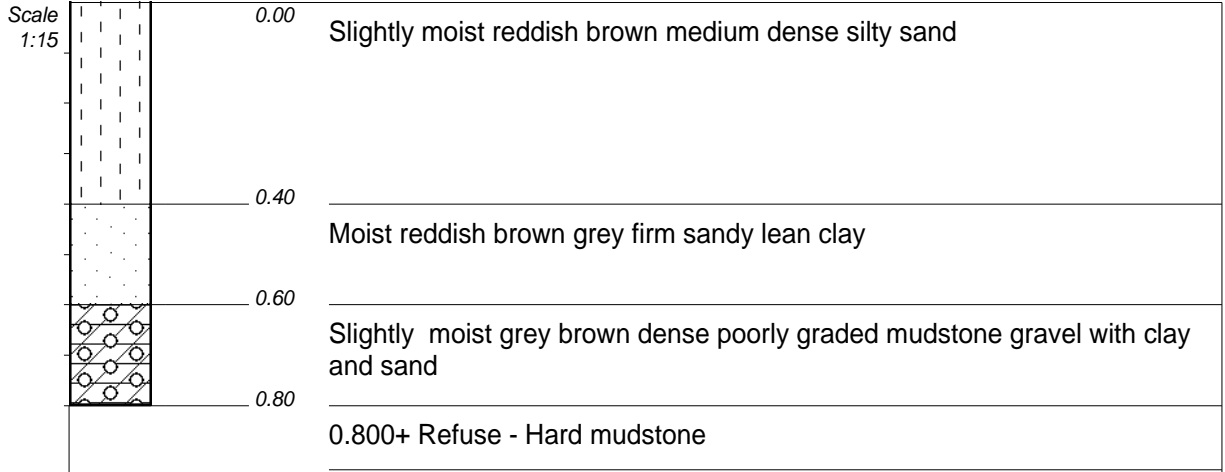 Scale
1:15
0.00
Slightly moist reddish brown medium dense silty sand
0.40
Moist reddish brown grey firm sandy lean clay
0.60
Slightly  moist grey brown dense poorly graded mudstone gravel with clay
and sand
0.80
0.800+ Refuse - Hard mudstone